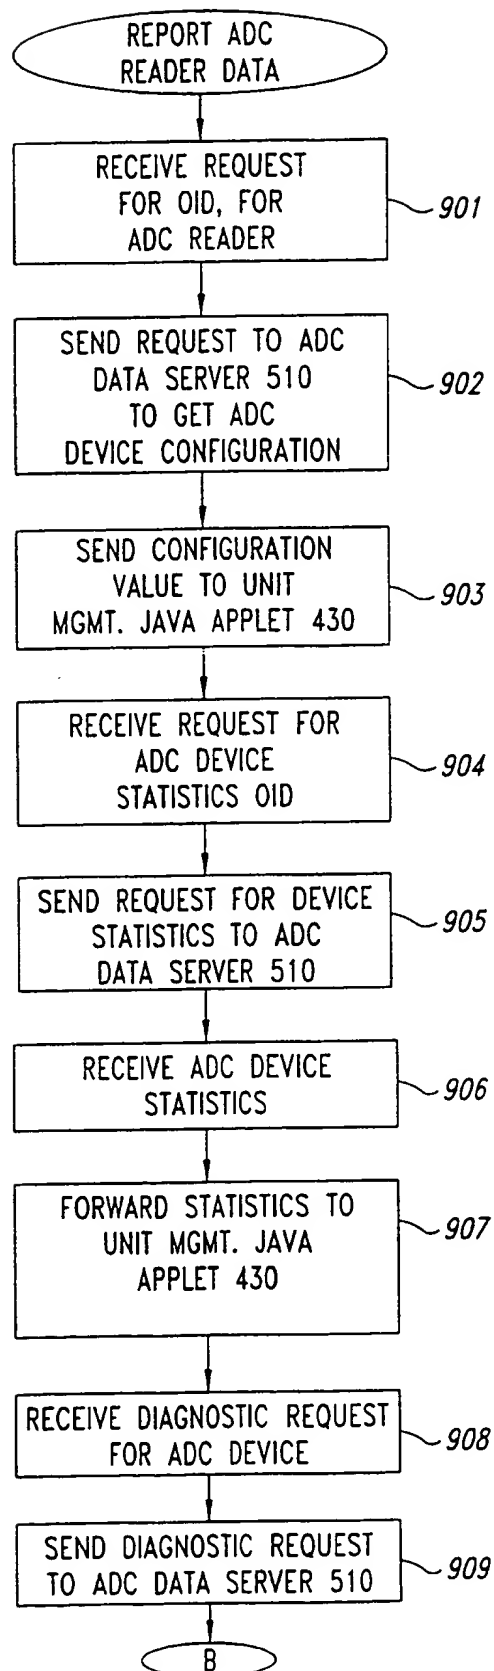 REPORT ADC
READER DATA
RECEIVE REQUEST
FOR OID, FOR
ADC READER
901
SEND REQUEST TO ADC
DATA SERVER 510
TO GET ADC
DEVICE CONFIGURATION
902
SEND CONFIGURATION
VALUE TO UNIT
MGMT. JAVA APPLET 430
903
RECEIVE REQUEST FOR
ADC DEVICE
STATISTICS OID
904
SEND REQUEST FOR DEVICE
STATISTICS TO ADC
DATA SERVER 510
905
RECEIVE ADC DEVICE
STATISTICS
906
FORWARD STATISTICS TO
UNIT MGMT. JAVA
APPLET 430
907
RECEIVE DIAGNOSTIC REQUEST
FOR ADC DEVICE
908
SEND DIAGNOSTIC REQUEST
TO ADC DATA SERVER 510
909
B